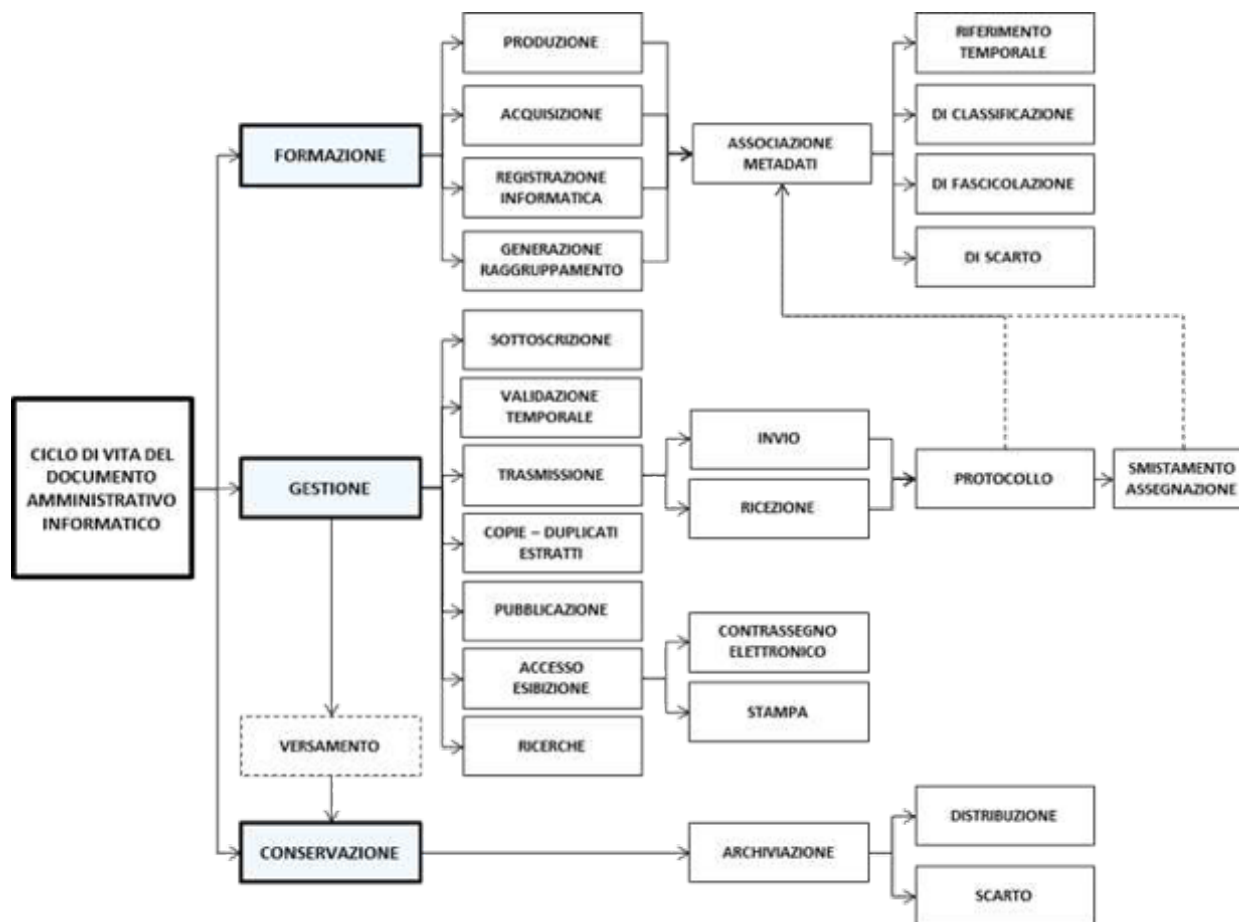 CICLO DI VITA DEL
DOCUMENTO
AMMINISTRATIVO
INFORMATICO
FORMAZIONE
PRODUZIONE
ACQUISIZIONE
REGISTRAZIONE
INFORMATICA
GENERAZIONE
RAGGRUPPAMENTO
ASSOCIAZIONE
METADATI
RIFERIMENTO
TEMPORALE
DI CLASSIFICAZIONE
DI FASCICOLAZIONE
DI SCARTO
GESTIONE
SOTTOSCRIZIONE
VALIDAZIONE
TEMPORALE
TRASMISSIONE
INVIO
RICEZIONE
PROTOCOLLO
SMISTAMENTO
ASSEGNAZIONE
COPIE – DUPLICATI
ESTRATTI
PUBBLICAZIONE
ACCESSO
ESIBIZIONE
CONTRASSEGNO
ELETTRONICO
STAMPA
RICERCHE
VERSAMENTO
CONSERVAZIONE
ARCHIVIAZIONE
DISTRIBUZIONE
SCARTO